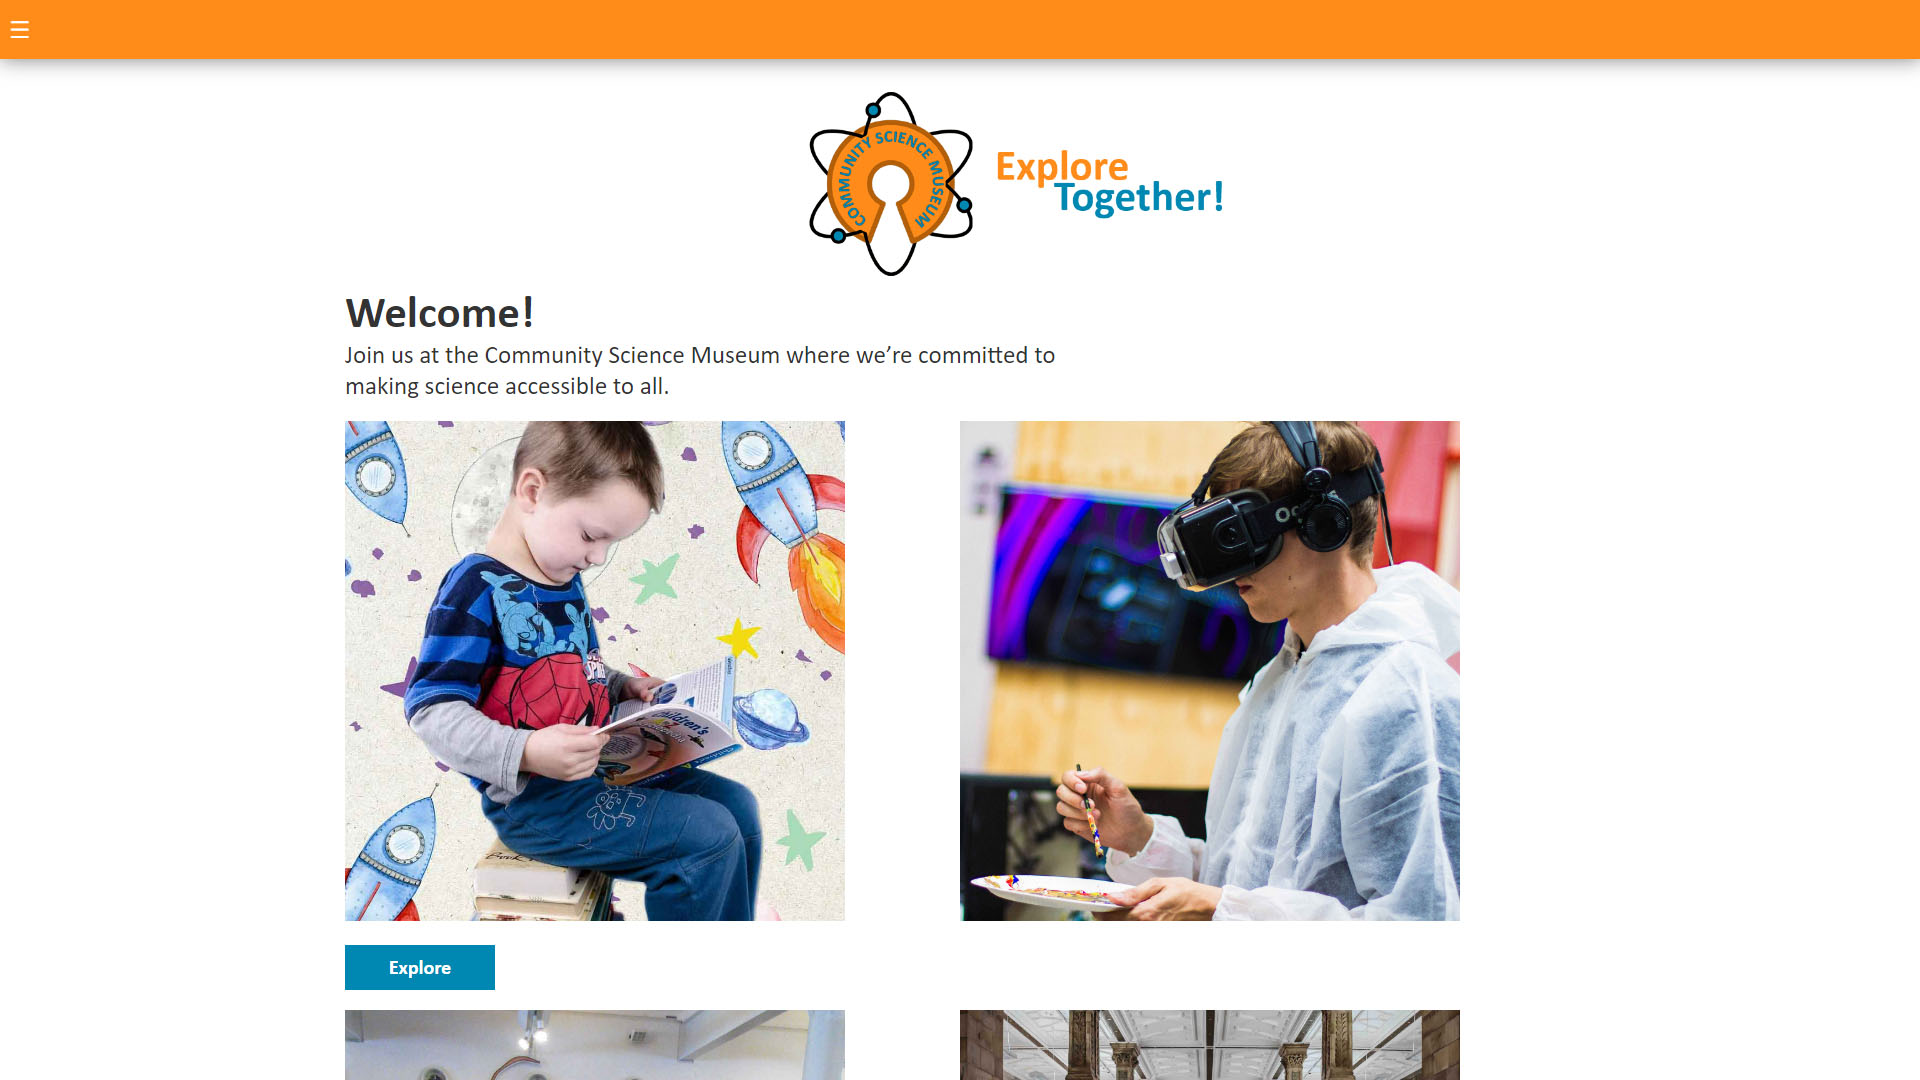 COMMUNITY SCIENCE MUSEUM
Explore
Together!
Welcome!
Join us at the Community Science Museum where we’re committed to
making science accessible to all.
Children's
Book
Explore